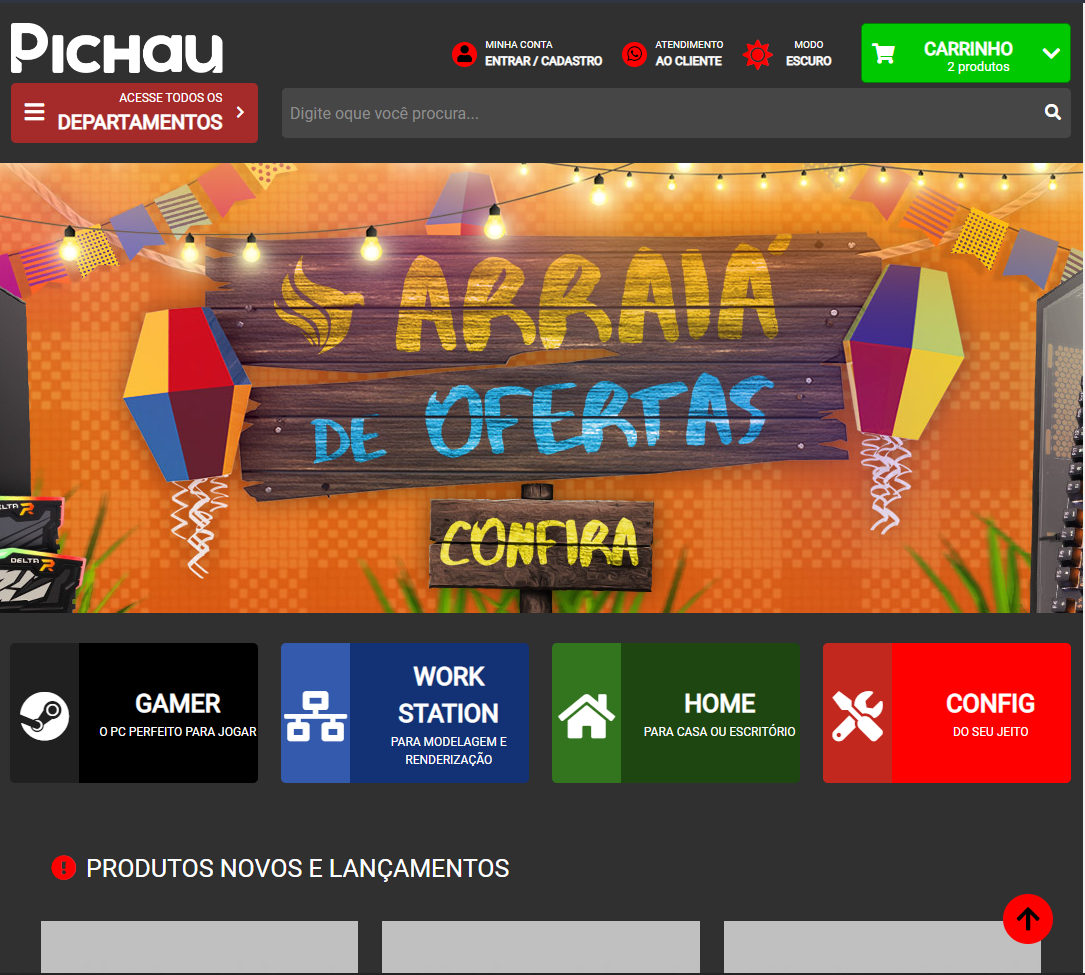 PICHAU
MINHA CONTA
ENTRAR / CADASTRO
ATENDIMENTO
AO CLIENTE
MODO
ESCURO
CARRINHO
2 produtos
ACESSE TODOS OS
DEPARTAMENTOS
Digite oque você procura...
ARRAIÁ
DE OFERTAS
CONFIRA
DELTA R
DELTA R
GAMER
O PC PERFEITO PARA JOGAR
WORK
STATION
PARA MODELAGEM E
RENDERIZAÇÃO
HOME
PARA CASA OU ESCRITÓRIO
CONFIG
DO SEU JEITO
PRODUTOS NOVOS E LANÇAMENTOS